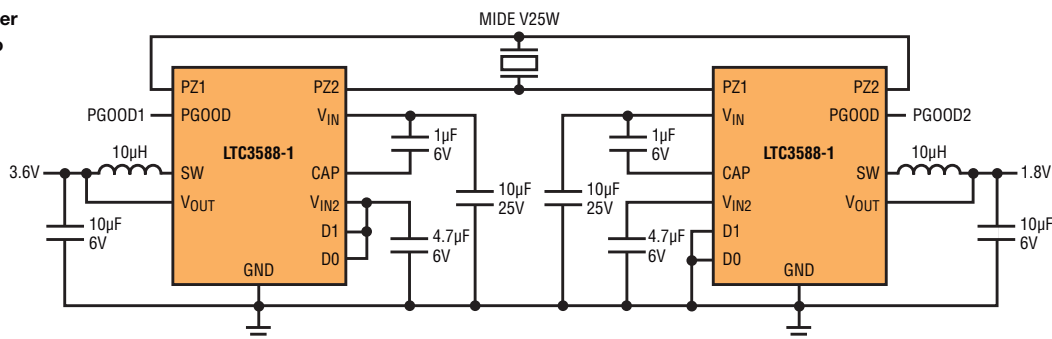 er
MIDE V25W
PZ1
PZ2
PGOOD1
PGOOD
VIN
1µF
6V
LTC3588-1
10µH
3.6V
SW
CAP
10µF
25V
VOUT
VIN2
10µF
6V
D1
4.7µF
6V
D0
GND
PZ1
PZ2
VIN
PGOOD
PGOOD2
1µF
6V
LTC3588-1
10µH
CAP
SW
1.8V
10µF
25V
VIN2
VOUT
4.7µF
6V
D1
10µF
6V
D0
GND